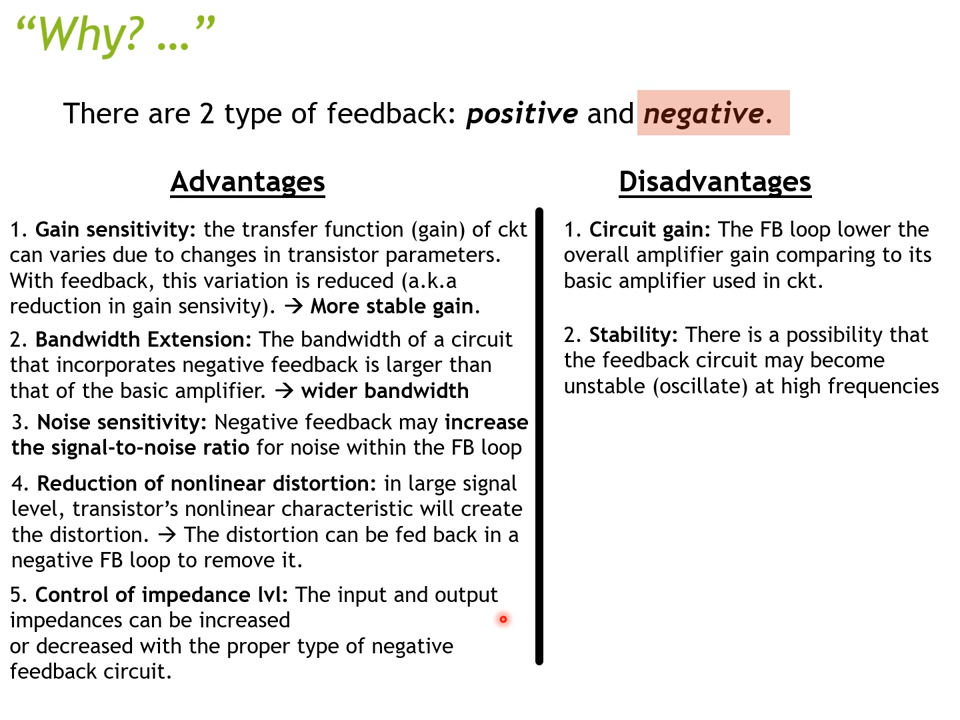 “Why? …”
There are 2 type of feedback: positive and negative.
Advantages
1. Gain sensitivity: the transfer function (gain) of ckt
can varies due to changes in transistor parameters.
With feedback, this variation is reduced (a.k.a
reduction in gain sensivity). → More stable gain.
2. Bandwidth Extension: The bandwidth of a circuit
that incorporates negative feedback is larger than
that of the basic amplifier. → wider bandwidth
3. Noise sensitivity: Negative feedback may increase
the signal-to-noise ratio for noise within the FB loop
4. Reduction of nonlinear distortion: in large signal
level, transistor’s nonlinear characteristic will create
the distortion. → The distortion can be fed back in a
negative FB loop to remove it.
5. Control of impedance lvl: The input and output
impedances can be increased
or decreased with the proper type of negative
feedback circuit.
Disadvantages
1. Circuit gain: The FB loop lower the
overall amplifier gain comparing to its
basic amplifier used in ckt.
2. Stability: There is a possibility that
the feedback circuit may become
unstable (oscillate) at high frequencies